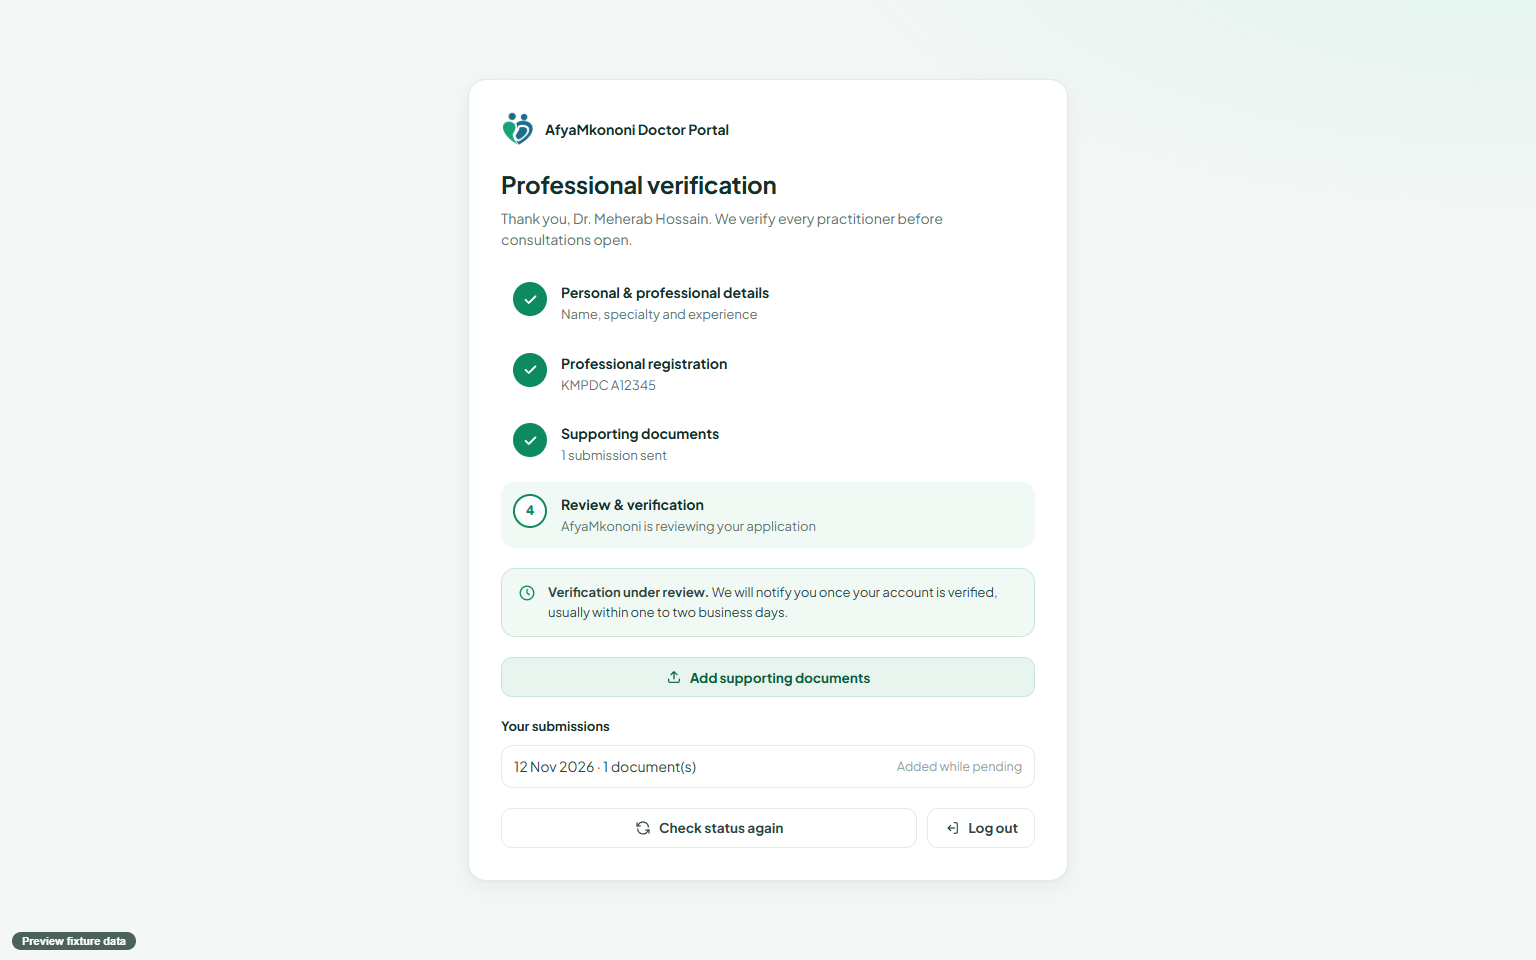 AfyaMkononi Doctor Portal
Professional verification
Thank you, Dr. Meherab Hossain. We verify every practitioner before
consultations open.
Personal & professional details
Name, specialty and experience
Professional registration
KMPDC A12345
Supporting documents
1 submission sent
4
Review & verification
AfyaMkononi is reviewing your application
Verification under review. We will notify you once your account is verified,
usually within one to two business days.
Add supporting documents
Your submissions
12 Nov 2026 · 1 document(s)
Added while pending
Check status again
Log out
Preview fixture data